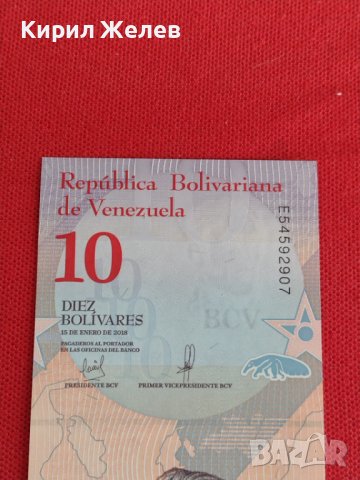 Кирил Желев
República Bolivariana
de Venezuela
10
DIEZ
BOLÍVARES
15 DE ENERO DE 2018
PAGADEROS AL PORTADOR
EN LAS OFICINAS DEL BANCO
PRESIDENTE BCV
PRIMER VICEPRESIDENTE BCV
E54592907
BCV
BAZAR